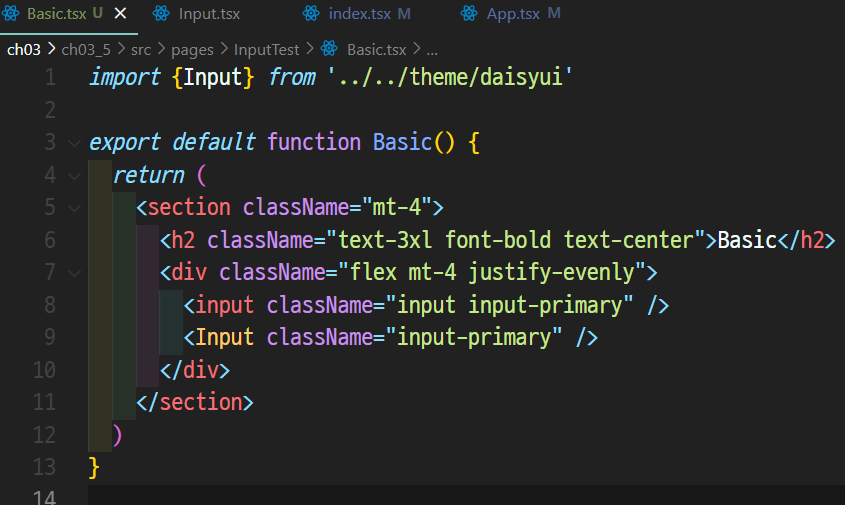 Basic.tsx U × Input.tsx index.tsx M App.tsx M
ch03 > ch03_5 > src > pages > InputTest > Basic.tsx > ...
1 import {Input} from '../../theme/daisyui'
2
3 export default function Basic() {
4 return (
5 <section className="mt-4">
6 <h2 className="text-3xl font-bold text-center">Basic</h2>
7 <div className="flex mt-4 justify-evenly">
8 <input className="input input-primary" />
9 <Input className="input-primary" />
10 </div>
11 </section>
12 )
13 }
14